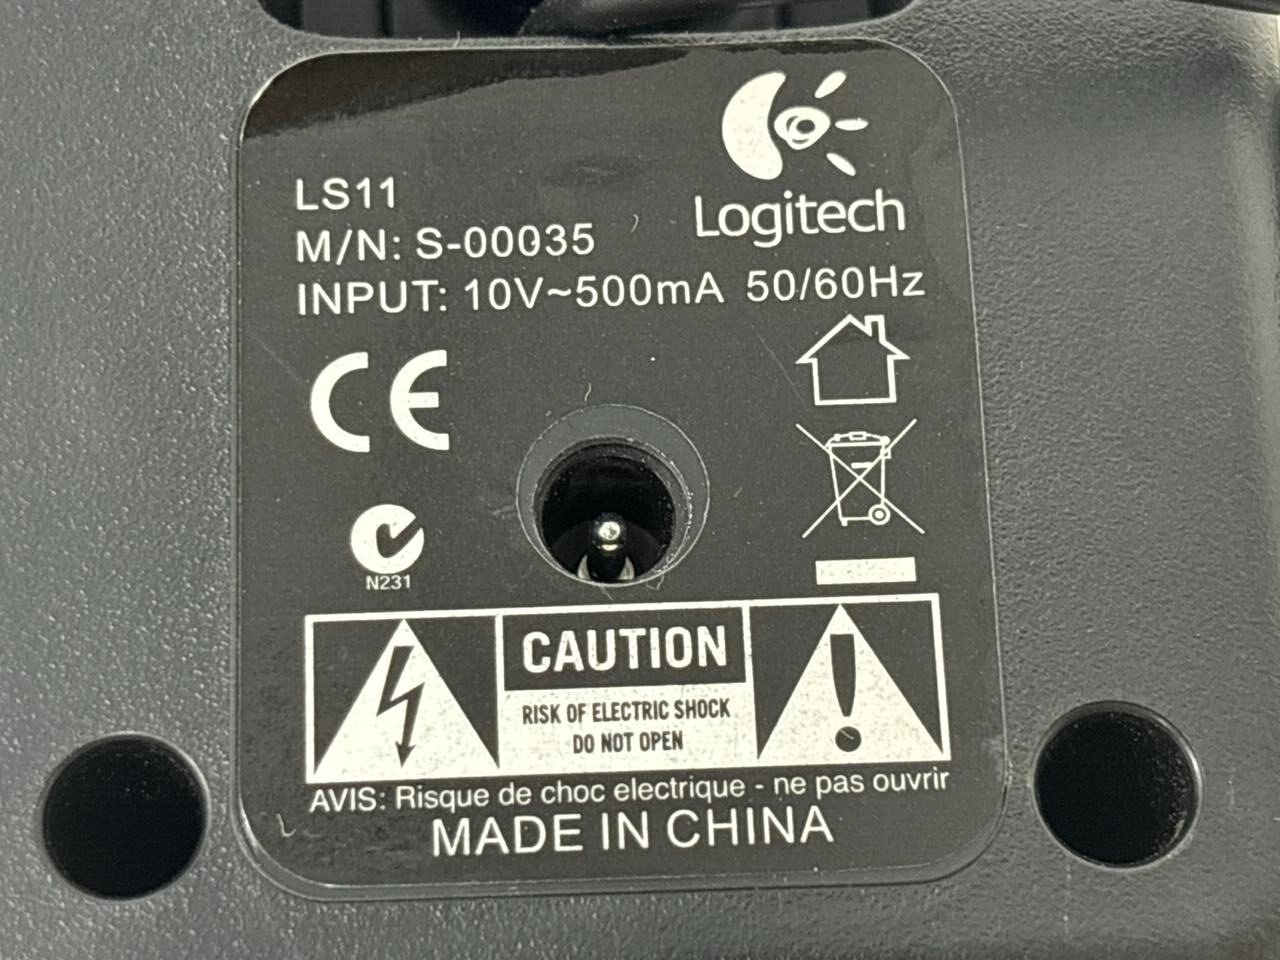 LS11
Logitech
M/N: S-00035
INPUT: 10V~500mA 50/60Hz
CE
N231
CAUTION
RISK OF ELECTRIC SHOCK
DO NOT OPEN
AVIS: Risque de choc electrique - ne pas ouvrir
MADE IN CHINA